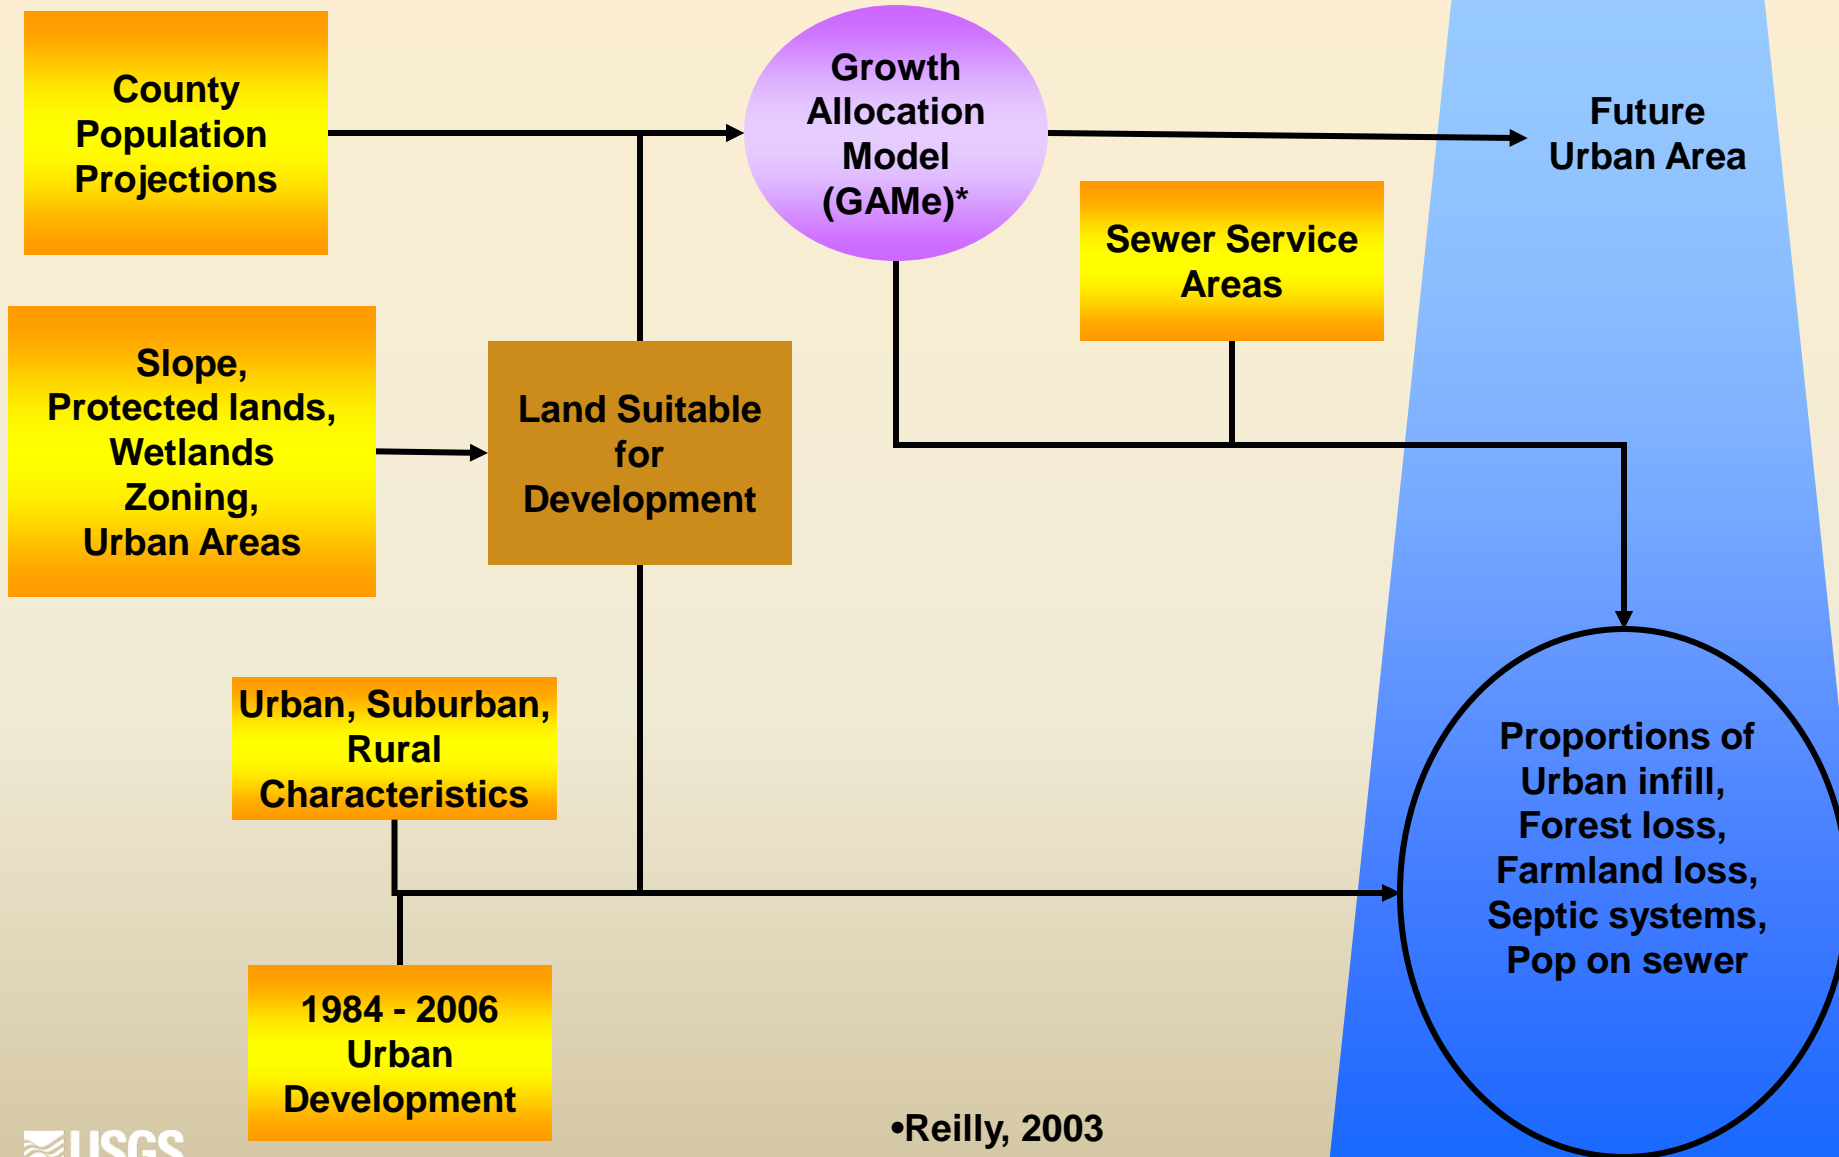 County
Population
Projections
Growth
Allocation
Model
(GAMe)*
Future
Urban Area
Sewer Service
Areas
Slope,
Protected lands,
Wetlands
Zoning,
Urban Areas
Land Suitable
for
Development
Urban, Suburban,
Rural
Characteristics
Proportions of
Urban infill,
Forest loss,
Farmland loss,
Septic systems,
Pop on sewer
1984 - 2006
Urban
Development
•Reilly, 2003
USGS